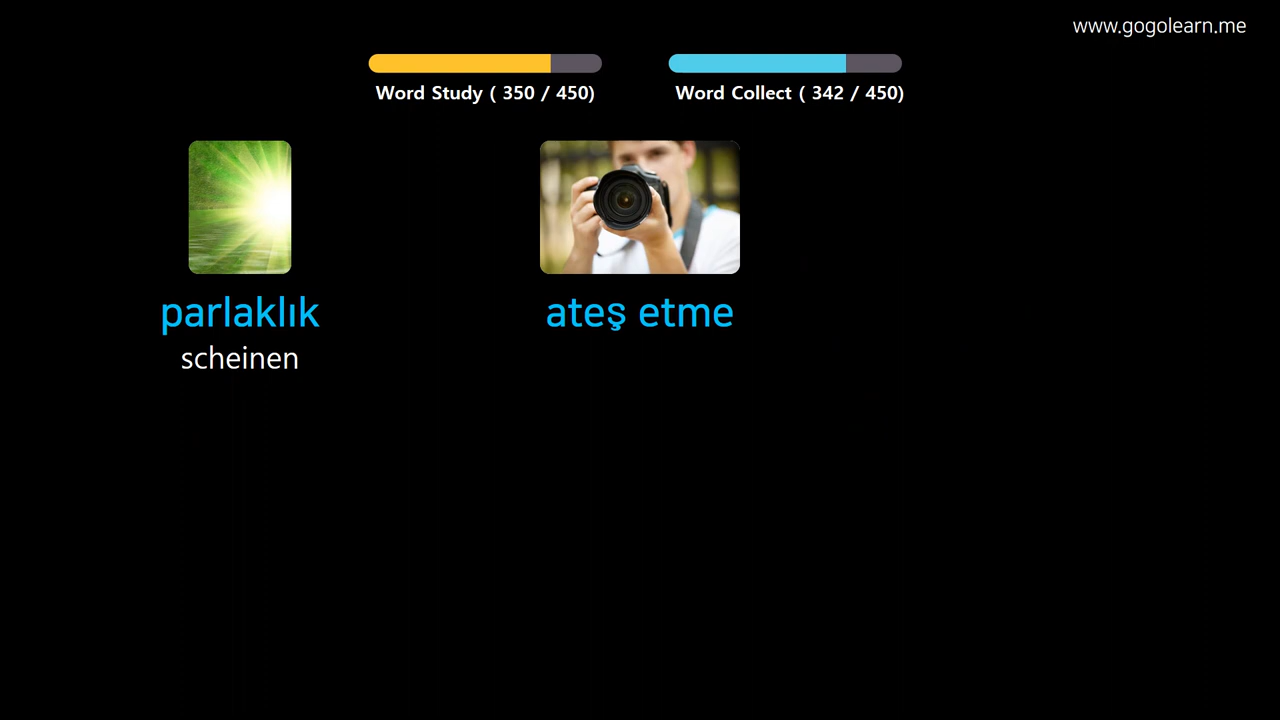 www.gogolearn.me
Word Study ( 350 / 450)
Word Collect ( 342 / 450)
parlaklık
ateş etme
scheinen